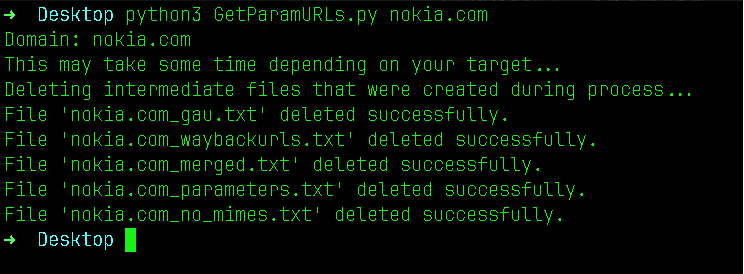 ➜  Desktop python3 GetParamURLs.py nokia.com
Domain: nokia.com
This may take some time depending on your target...
Deleting intermediate files that were created during process...
File 'nokia.com_gau.txt' deleted successfully.
File 'nokia.com_waybackurls.txt' deleted successfully.
File 'nokia.com_merged.txt' deleted successfully.
File 'nokia.com_parameters.txt' deleted successfully.
File 'nokia.com_no_mimes.txt' deleted successfully.
➜  Desktop